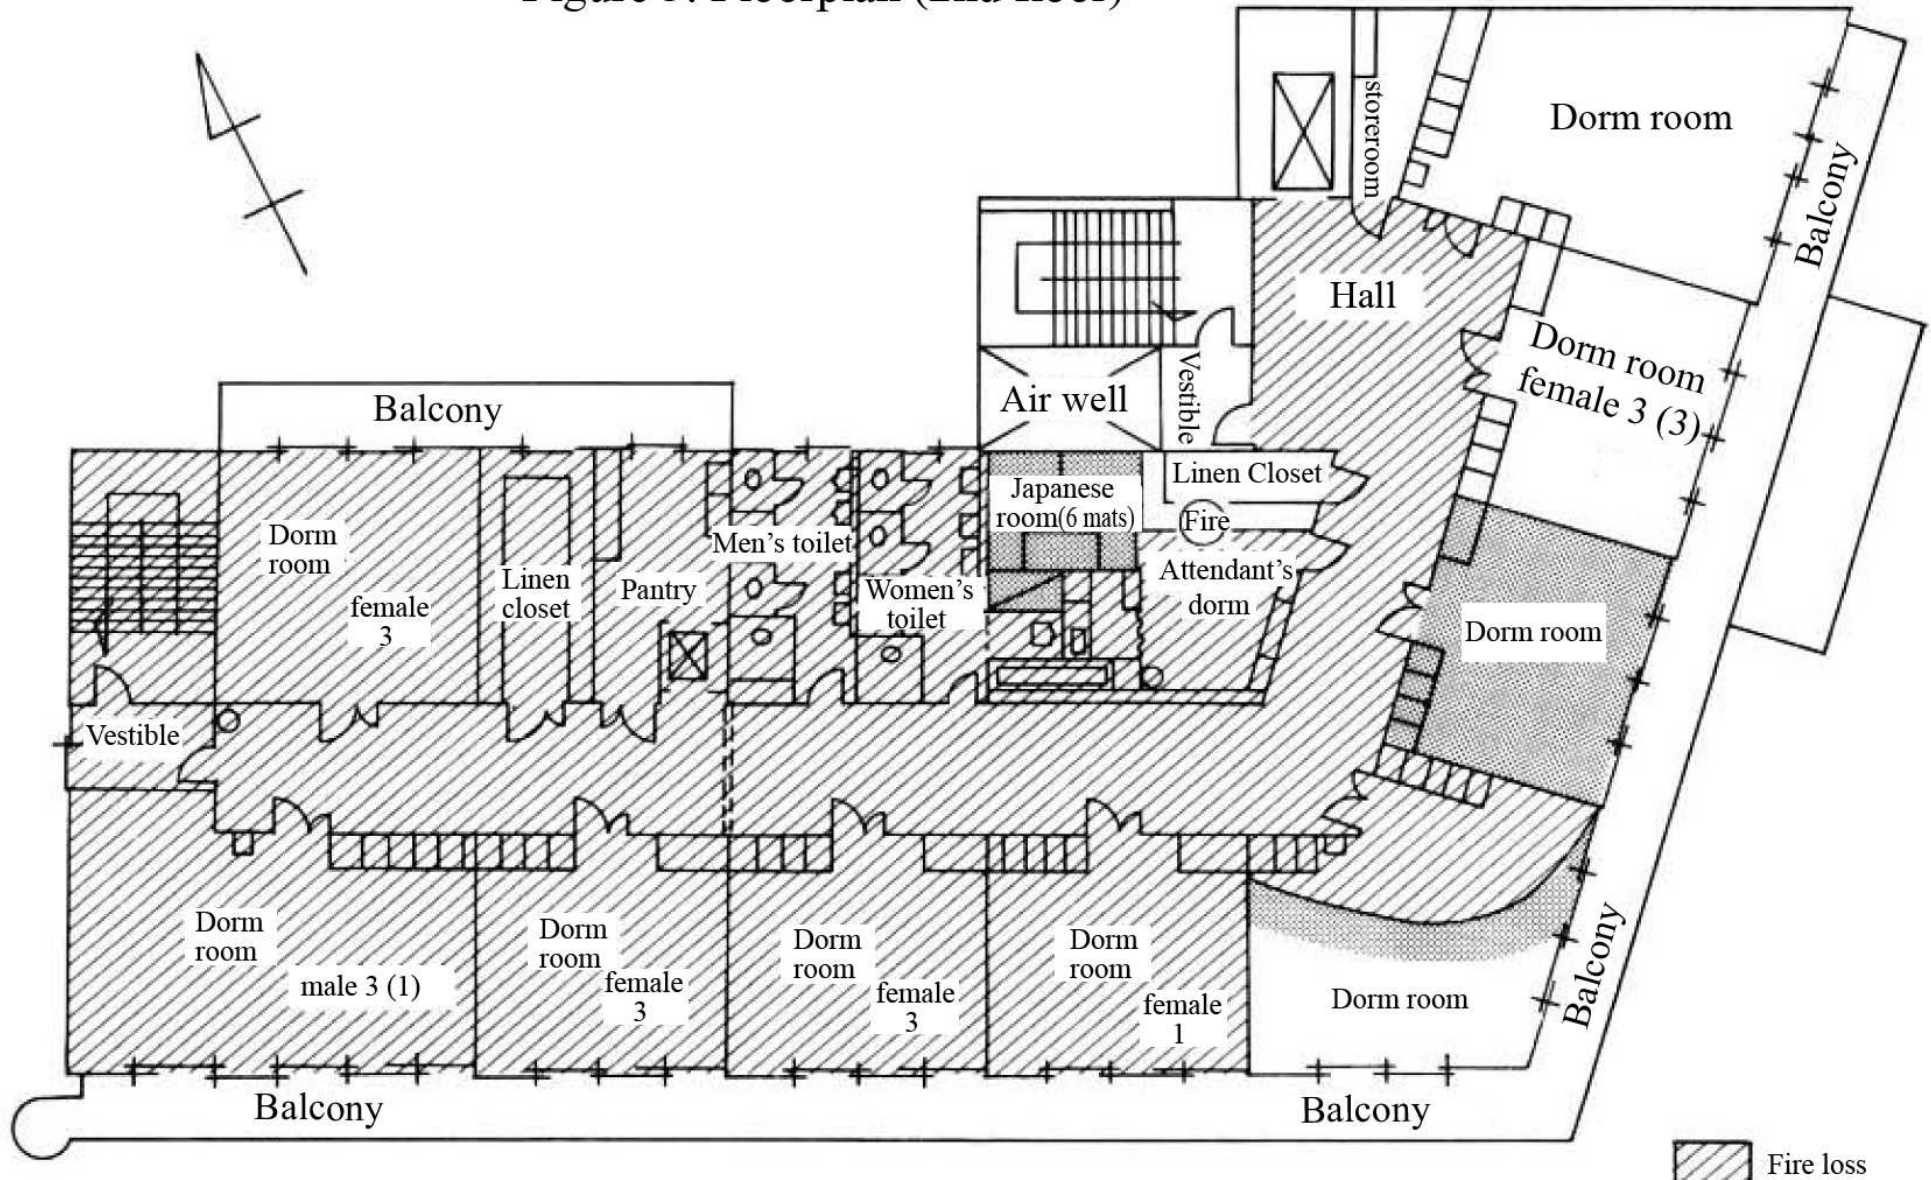 storeroom
Dorm room
Balcony
Hall
Dorm room
female 3 (3)
Vestible
Air well
Balcony
Linen Closet
Japanese
room(6 mats)
Fire
Dorm
room
female
3
Linen
closet
Pantry
Men's toilet
Women's
toilet
Attendant's
dorm
Dorm room
Vestible
Dorm
room
male 3 (1)
Dorm
room
female
3
Dorm
room
female
3
Dorm
room
female
1
Dorm room
Balcony
Balcony
Balcony
Fire loss